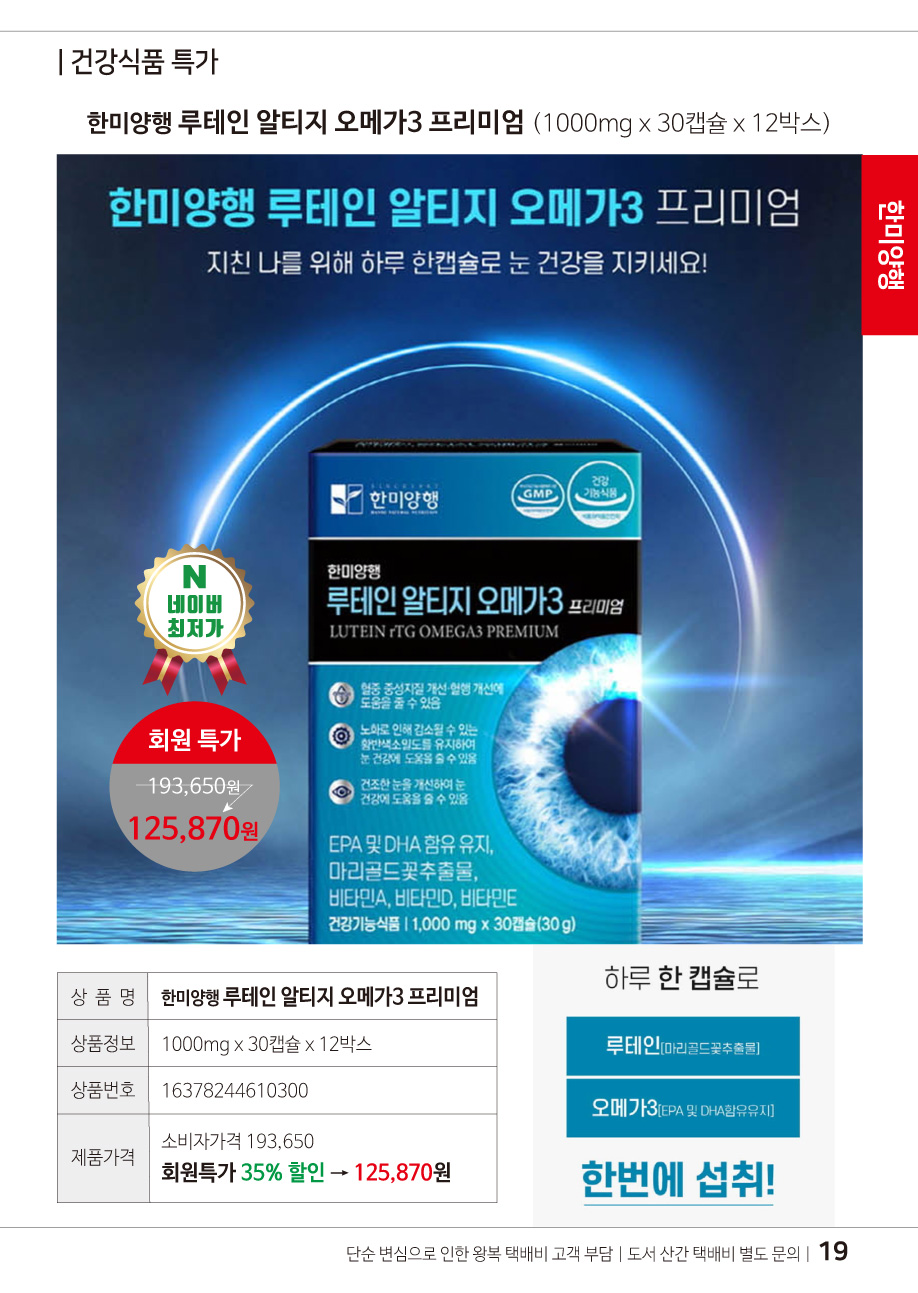 | 건강식품 특가
한미양행 루테인 알티지 오메가3 프리미엄 (1000mg x 30캡슐 x 12박스)
한미양행 루테인 알티지 오메가3 프리미엄
지친 나를 위해 하루 한캡슐로 눈 건강을 지키세요!
한미양행
한미양행
GMP
건강
기능식품
한미양행
루테인 알티지 오메가3 프리미엄
LUTEIN rTG OMEGA3 PREMIUM
혈중 중성지질 개선·혈행 개선에
도움을 줄 수 있음
노화로 인해 감소될 수 있는
황반색소밀도를 유지하여
눈 건강에 도움을 줄 수 있음
건조한 눈을 개선하여 눈
건강에 도움을 줄 수 있음
EPA 및 DHA 함유 유지,
마리골드꽃추출물,
비타민A, 비타민D, 비타민E
건강기능식품 | 1,000 mg x 30캡슐(30 g)
N
네이버
최저가
회원 특가
193,650원
125,870원
상 품 명 한미양행 루테인 알티지 오메가3 프리미엄
상품정보 1000mg x 30캡슐 x 12박스
상품번호 16378244610300
제품가격 소비자가격 193,650
회원특가 35% 할인 → 125,870원
하루 한 캡슐로
루테인[마리골드꽃추출물]
오메가3[EPA 및 DHA함유유지]
한번에 섭취!
단순 변심으로 인한 왕복 택배비 고객 부담 | 도서 산간 택배비 별도 문의 | 19